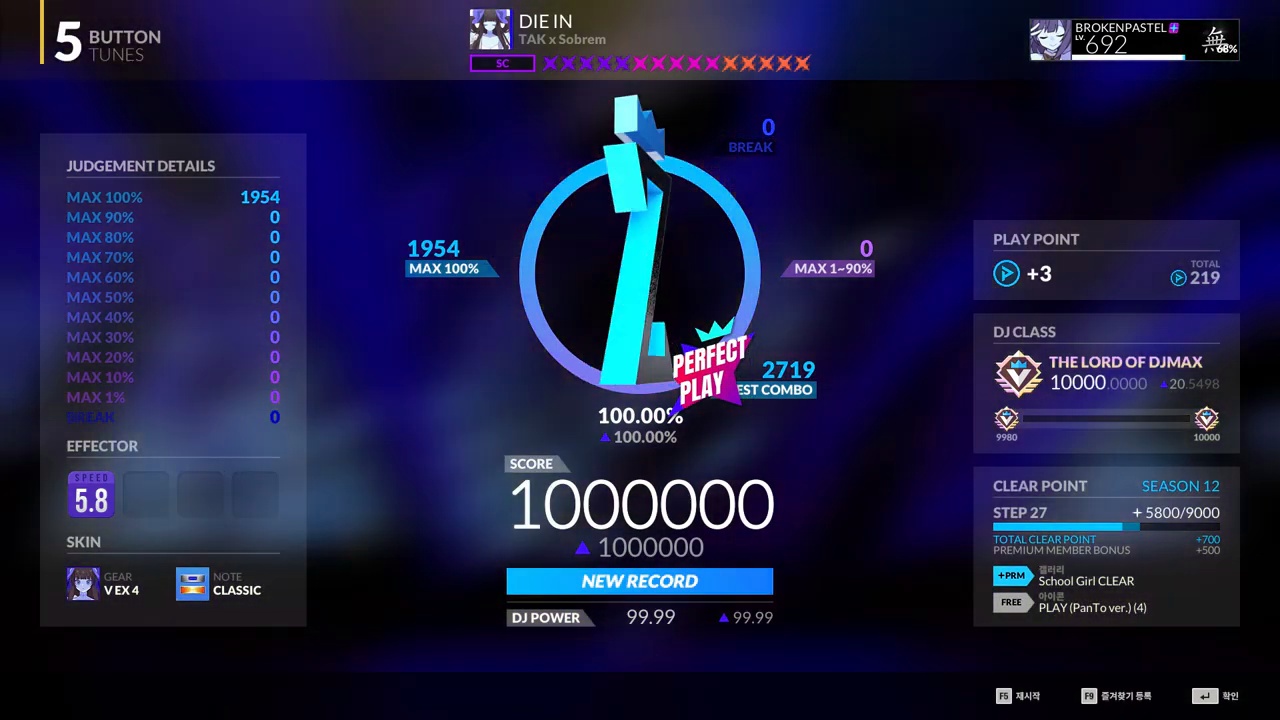 5 BUTTON
TUNES
DIE IN
TAK x Sobrem
SC
BROKENPASTEL
LV. 692
無
68%
JUDGEMENT DETAILS
MAX 100% 1954
MAX 90% 0
MAX 80% 0
MAX 70% 0
MAX 60% 0
MAX 50% 0
MAX 40% 0
MAX 30% 0
MAX 20% 0
MAX 10% 0
MAX 1% 0
BREAK 0
EFFECTOR
SPEED
5.8
SKIN
GEAR
V EX 4
NOTE
CLASSIC
0
BREAK
1954
MAX 100%
0
MAX 1~90%
PERFECT
PLAY
2719
EST COMBO
100.00%
▲ 100.00%
SCORE
1000000
▲ 1000000
NEW RECORD
DJ POWER 99.99 ▲ 99.99
PLAY POINT
+3
TOTAL
219
DJ CLASS
THE LORD OF DJMAX
10000.0000 ▲ 20.5498
9980 10000
CLEAR POINT SEASON 12
STEP 27 + 5800/9000
TOTAL CLEAR POINT +700
PREMIUM MEMBER BONUS +500
+PRM 갤러리
School Girl CLEAR
FREE 아이콘
PLAY (PanTo ver.) (4)
F5 재시작 F9 즐겨찾기 등록 확인